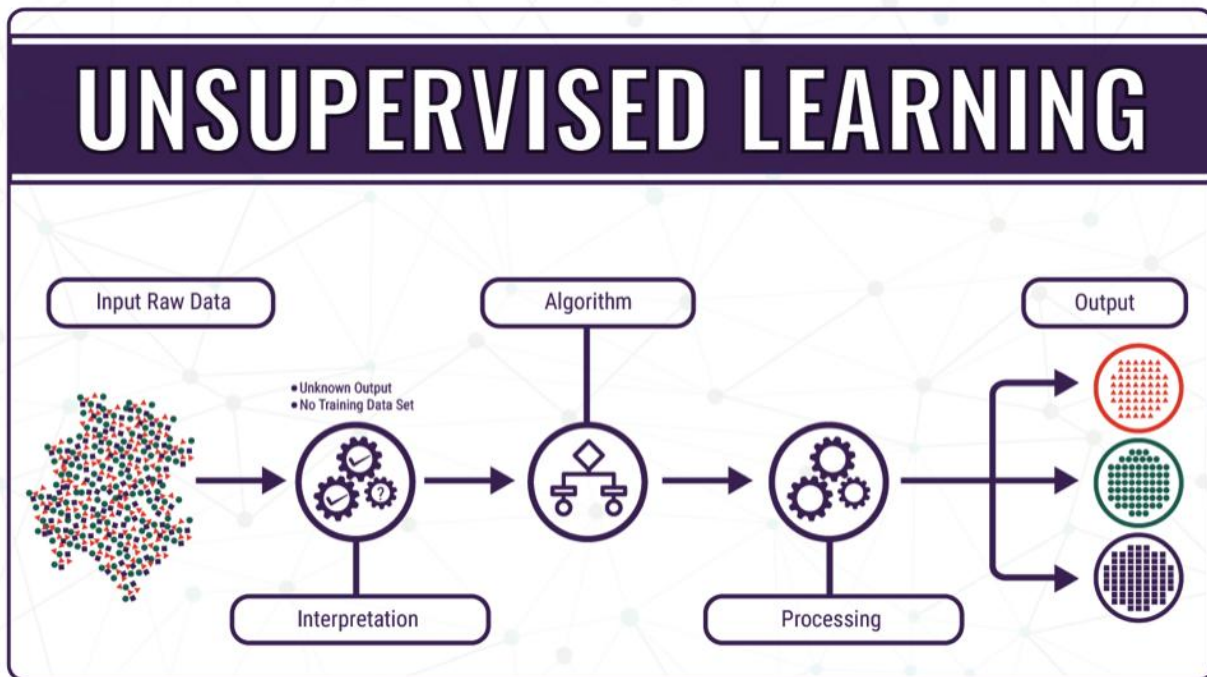 UNSUPERVISED LEARNING
Input Raw Data
Algorithm
Output
• Unknown Output
• No Training Data Set
?
Interpretation
Processing